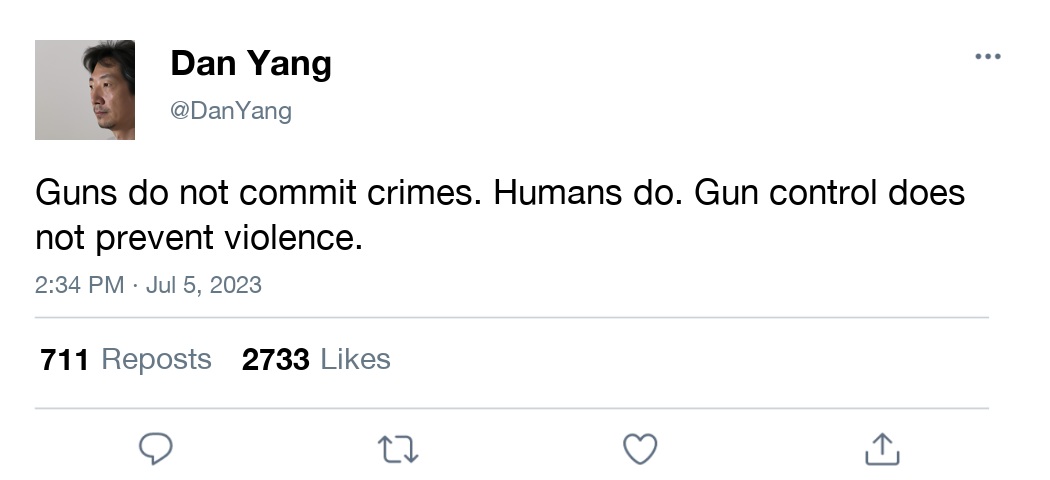 Dan Yang
@DanYang
Guns do not commit crimes. Humans do. Gun control does
not prevent violence.
2:34 PM · Jul 5, 2023
711 Reposts 2733 Likes